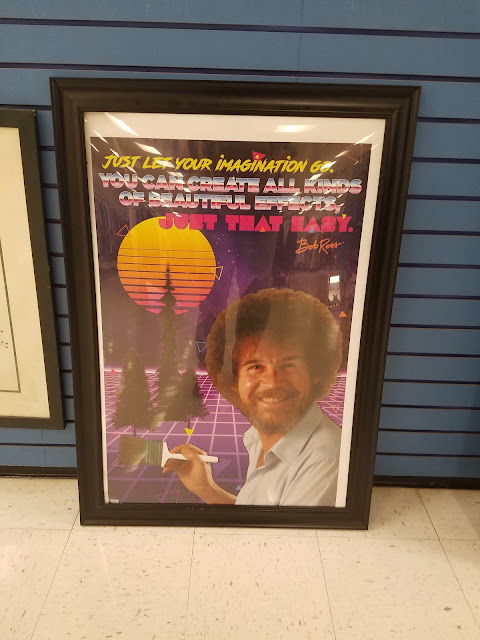 JUST LET YOUR IMAGINATION GO.
YOU CAN CREATE ALL KINDS
OF BEAUTIFUL EFFECTS,
JUST THAT EASY.
Bob Ross